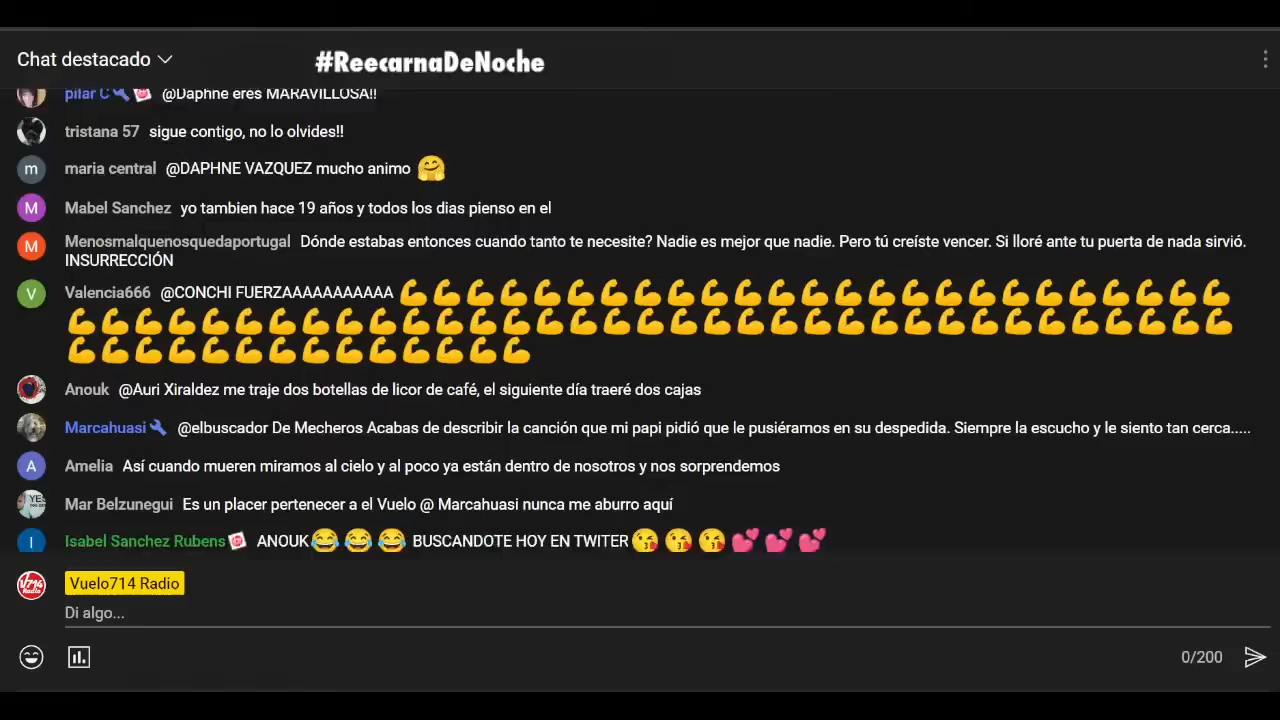 Chat destacado
#ReecarnaDeNoche
pilar C @Daphne eres MARAVILLOSA!!
tristana 57 sigue contigo, no lo olvides!!
m maria central @DAPHNE VAZQUEZ mucho animo 🤗
M Mabel Sanchez yo tambien hace 19 años y todos los dias pienso en el
M Menosmalquenosquedaportugal Dónde estabas entonces cuando tanto te necesite? Nadie es mejor que nadie. Pero tú creíste vencer. Si lloré ante tu puerta de nada sirvió.
INSURRECCIÓN
V Valencia666 @CONCHI FUERZAAAAAAAAAAA 💪💪💪💪💪💪💪💪💪💪💪💪💪💪💪💪💪💪💪💪💪💪💪💪💪
💪💪💪💪💪💪💪💪💪💪💪💪💪💪💪💪💪💪💪💪💪💪💪💪💪💪💪💪💪💪💪💪💪💪💪
💪💪💪💪💪💪💪💪💪💪💪💪💪💪
Anouk @Auri Xiraldez me traje dos botellas de licor de café, el siguiente día traeré dos cajas
Marcahuasi @elbuscador De Mecheros Acabas de describir la canción que mi papi pidió que le pusiéramos en su despedida. Siempre la escucho y le siento tan cerca.....
A Amelia Así cuando mueren miramos al cielo y al poco ya están dentro de nosotros y nos sorprendemos
Mar Belzunegui Es un placer pertenecer a el Vuelo @ Marcahuasi nunca me aburro aquí
I Isabel Sanchez Rubens ANOUK😂😂😂 BUSCANDOTE HOY EN TWITER😘😘😘💕💕💕
V714 Radio Vuelo714 Radio
Di algo...
0/200